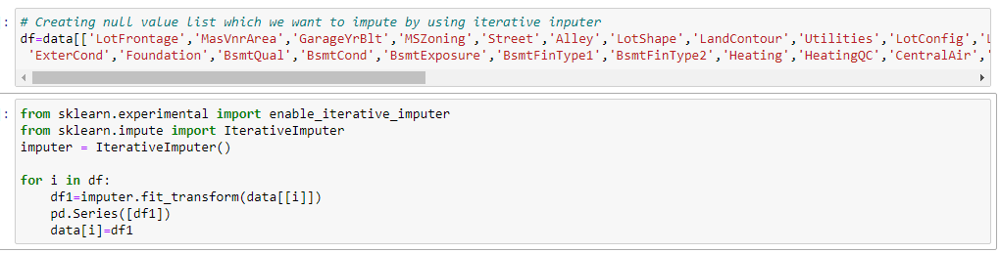 :
# Creating null value list which we want to impute by using iterative inputer
df=data[['LotFrontage','MasVnrArea','GarageYrBlt','MSZoning','Street','Alley','LotShape','LandContour','Utilities','LotConfig','
'ExterCond','Foundation','BsmtQual','BsmtCond','BsmtExposure','BsmtFinType1','BsmtFinType2','Heating','HeatingQC','CentralAir','
:
from sklearn.experimental import enable_iterative_imputer
from sklearn.impute import IterativeImputer
imputer = IterativeImputer()
for i in df:
df1=imputer.fit_transform(data[[i]])
pd.Series([df1])
data[i]=df1